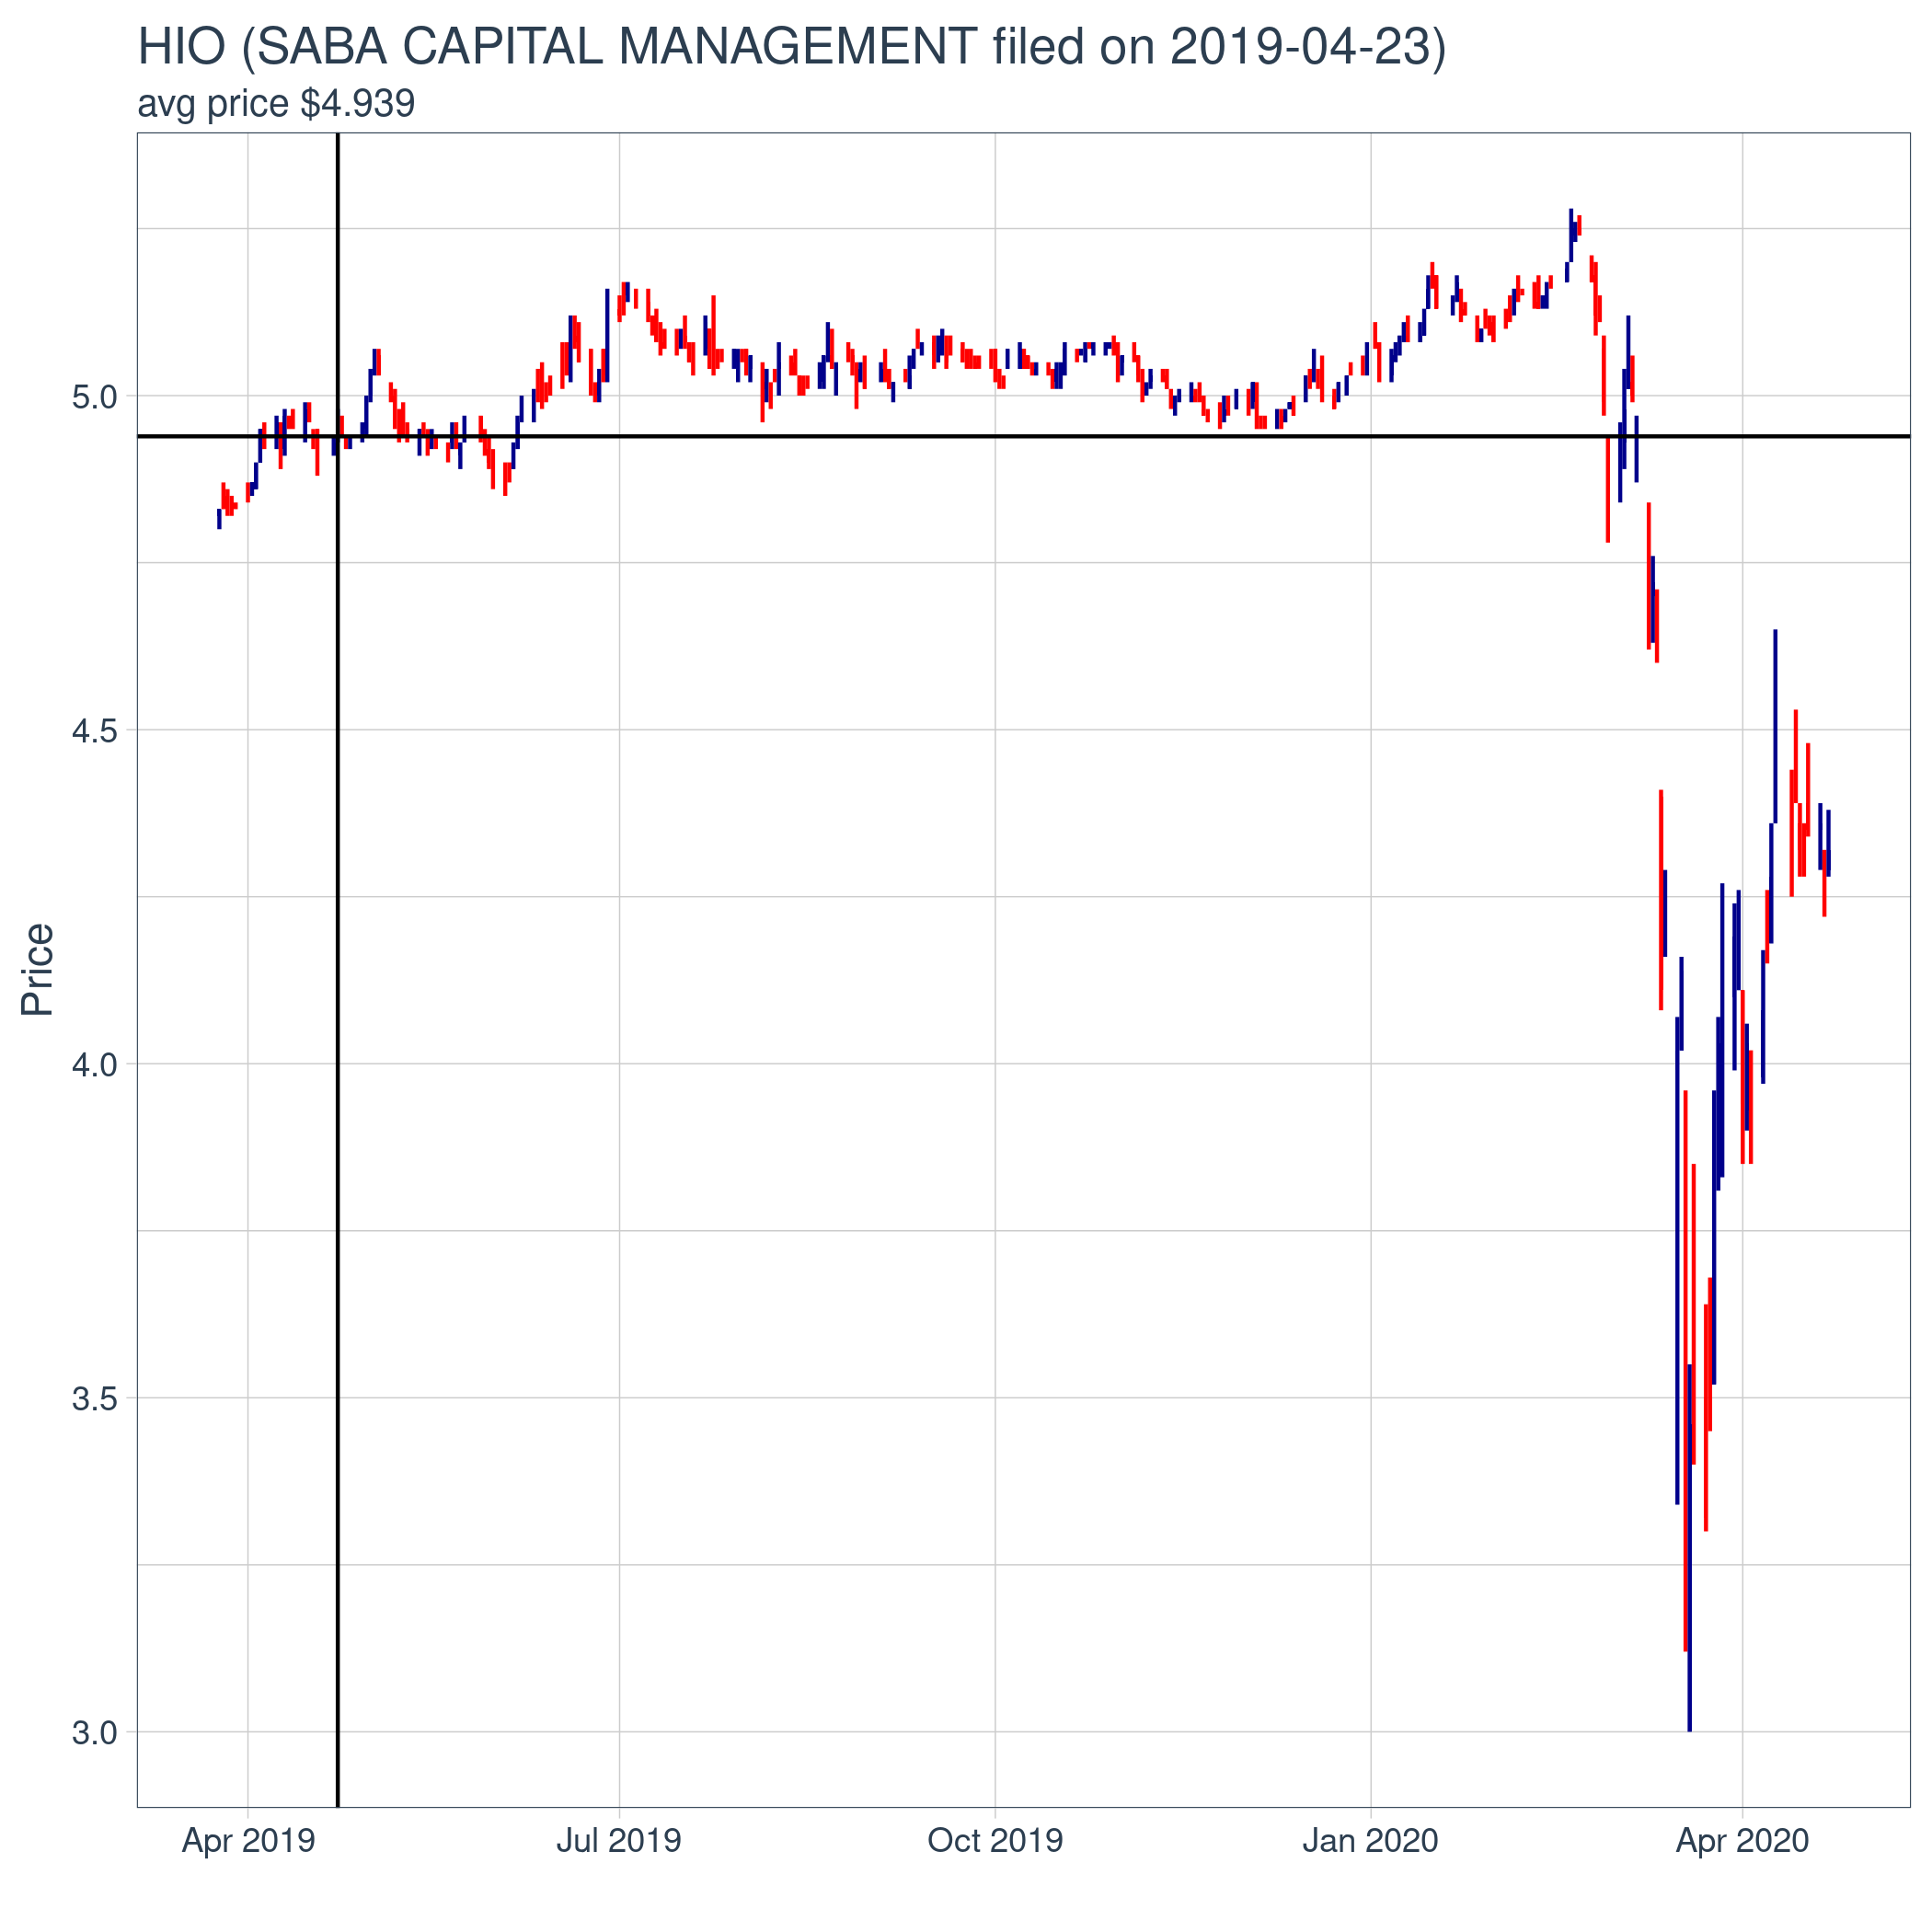 HIO (SABA CAPITAL MANAGEMENT filed on 2019-04-23)
avg price $4.939
Price
5.0
4.5
4.0
3.5
3.0
Apr 2019
Jul 2019
Oct 2019
Jan 2020
Apr 2020